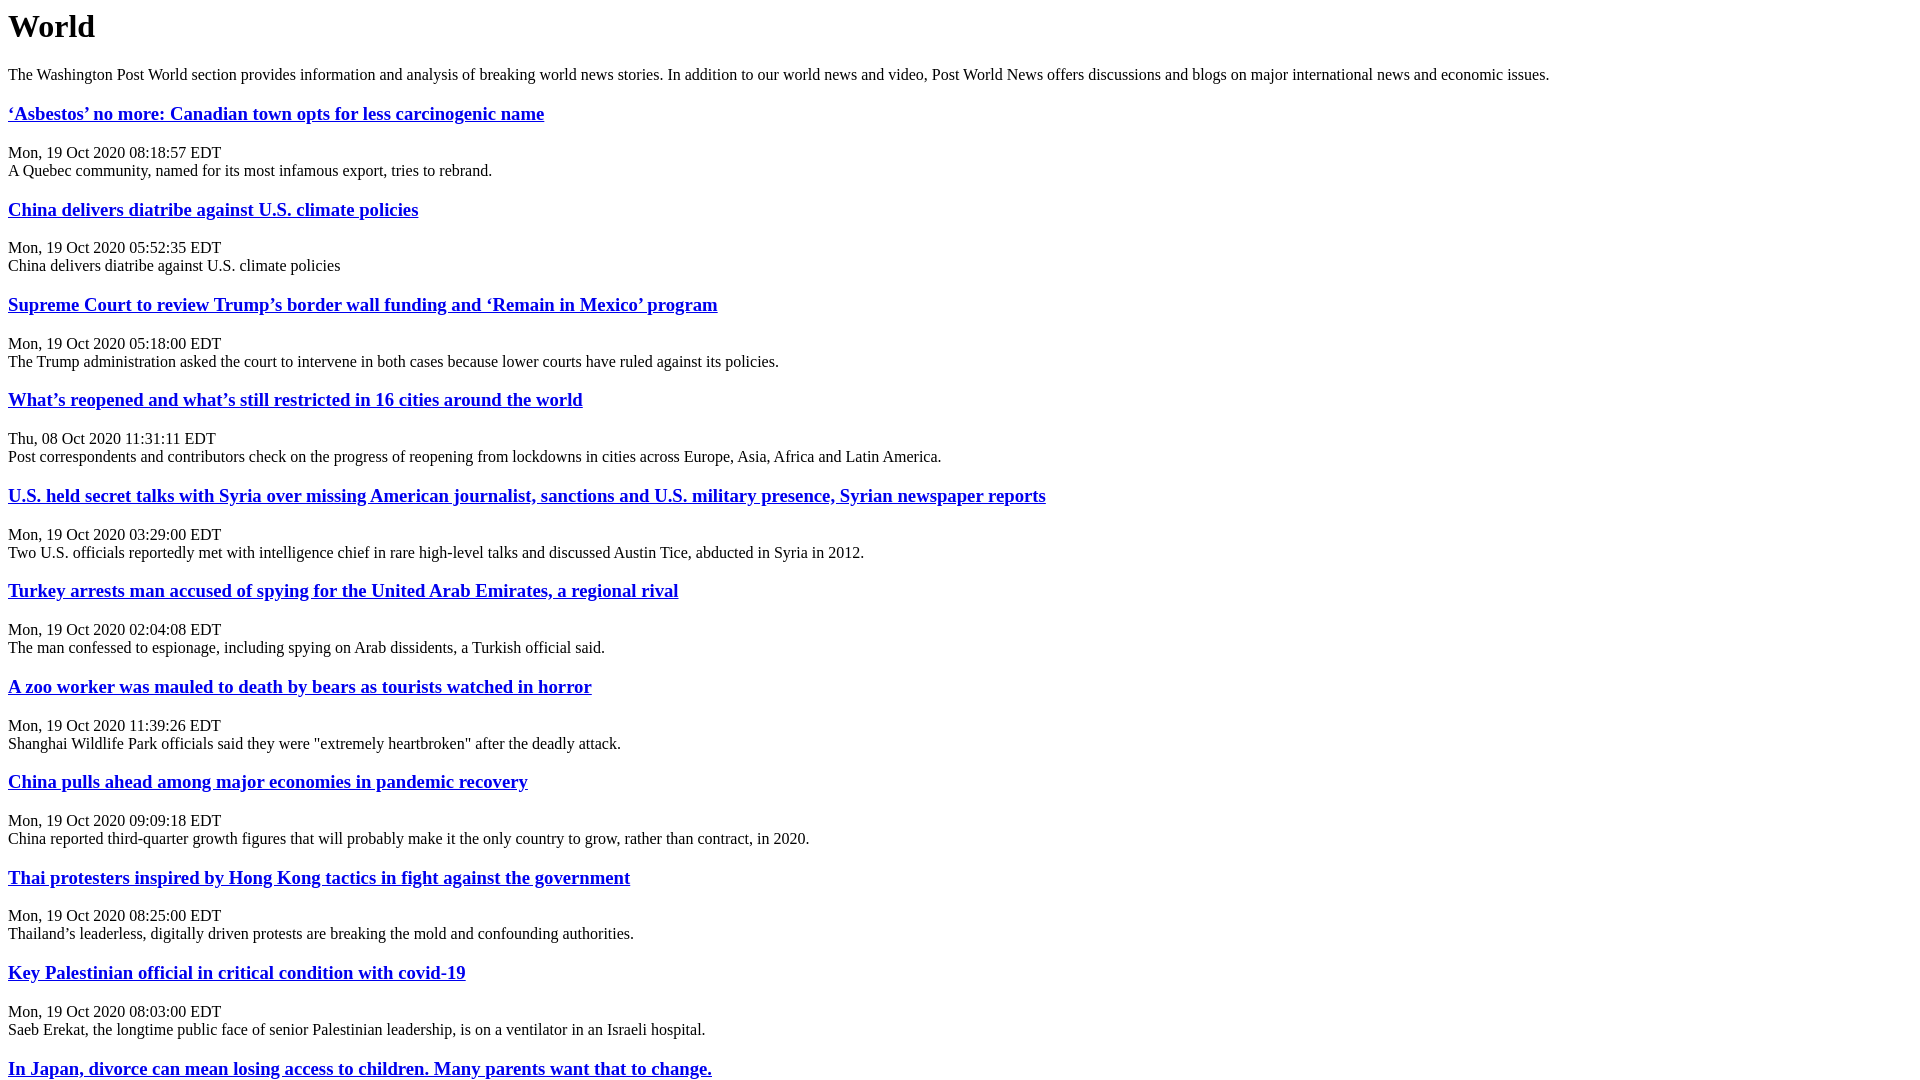 World
The Washington Post World section provides information and analysis of breaking world news stories. In addition to our world news and video, Post World News offers discussions and blogs on major international news and economic issues.
‘Asbestos’ no more: Canadian town opts for less carcinogenic name
Mon, 19 Oct 2020 08:18:57 EDT
A Quebec community, named for its most infamous export, tries to rebrand.
China delivers diatribe against U.S. climate policies
Mon, 19 Oct 2020 05:52:35 EDT
China delivers diatribe against U.S. climate policies
Supreme Court to review Trump’s border wall funding and ‘Remain in Mexico’ program
Mon, 19 Oct 2020 05:18:00 EDT
The Trump administration asked the court to intervene in both cases because lower courts have ruled against its policies.
What’s reopened and what’s still restricted in 16 cities around the world
Thu, 08 Oct 2020 11:31:11 EDT
Post correspondents and contributors check on the progress of reopening from lockdowns in cities across Europe, Asia, Africa and Latin America.
U.S. held secret talks with Syria over missing American journalist, sanctions and U.S. military presence, Syrian newspaper reports
Mon, 19 Oct 2020 03:29:00 EDT
Two U.S. officials reportedly met with intelligence chief in rare high-level talks and discussed Austin Tice, abducted in Syria in 2012.
Turkey arrests man accused of spying for the United Arab Emirates, a regional rival
Mon, 19 Oct 2020 02:04:08 EDT
The man confessed to espionage, including spying on Arab dissidents, a Turkish official said.
A zoo worker was mauled to death by bears as tourists watched in horror
Mon, 19 Oct 2020 11:39:26 EDT
Shanghai Wildlife Park officials said they were "extremely heartbroken" after the deadly attack.
China pulls ahead among major economies in pandemic recovery
Mon, 19 Oct 2020 09:09:18 EDT
China reported third-quarter growth figures that will probably make it the only country to grow, rather than contract, in 2020.
Thai protesters inspired by Hong Kong tactics in fight against the government
Mon, 19 Oct 2020 08:25:00 EDT
Thailand’s leaderless, digitally driven protests are breaking the mold and confounding authorities.
Key Palestinian official in critical condition with covid-19
Mon, 19 Oct 2020 08:03:00 EDT
Saeb Erekat, the longtime public face of senior Palestinian leadership, is on a ventilator in an Israeli hospital.
In Japan, divorce can mean losing access to children. Many parents want that to change.